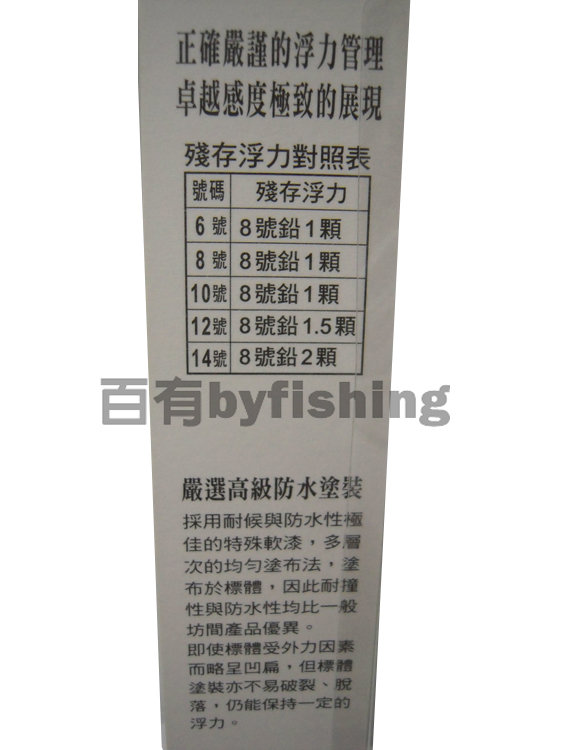 正確嚴謹的浮力管理
卓越感度極致的展現
殘存浮力對照表
號碼 殘存浮力
6號 8號鉛1顆
8號 8號鉛1顆
10號 8號鉛1顆
12號 8號鉛1.5顆
14號 8號鉛2顆
百有byfishing
嚴選高級防水塗裝
採用耐候與防水性極
佳的特殊軟漆，多層
次的均勻塗布法，塗
布於標體，因此耐撞
性與防水性均比一般
坊間產品優異。
即使標體受外力因素
而略呈凹扁，但標體
塗裝亦不易破裂、脫
落，仍能保持一定的
浮力。